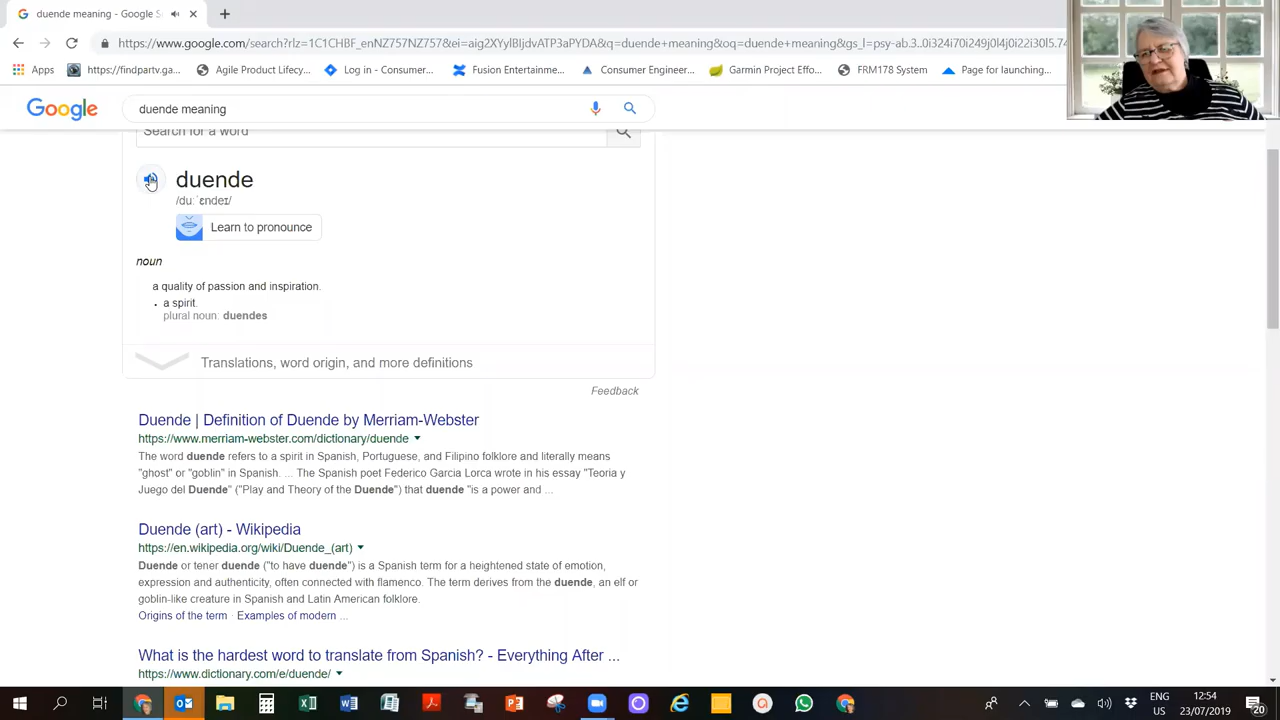 duende meaning - Google S
https://www.google.com/search?rlz=1C1CHBF_enNZ757NZ757&ei=aig2XylBIjdvATP3aPYDA&q=duende+meaning&oq=duende+meaning&gs_l=psy-ab.3...0i324i70i249j0l4j0i22i30l5.74
Apps
https://findpartv.ga...
Agile Product Lifecy...
Log in - Consumer...
Fusion Entertainm...
Consumer Engineer...
Garmin Project Effo...
FRM178 System
Page for launching...
Google
duende meaning
Search for a word
duende
/duːˈɛndeɪ/
Learn to pronounce
noun
a quality of passion and inspiration.
• a spirit.
plural noun: duendes
Translations, word origin, and more definitions
Feedback
Duende | Definition of Duende by Merriam-Webster
https://www.merriam-webster.com/dictionary/duende
The word duende refers to a spirit in Spanish, Portuguese, and Filipino folklore and literally means
"ghost" or "goblin" in Spanish. ... The Spanish poet Federico Garcia Lorca wrote in his essay "Teoria y
Juego del Duende" ("Play and Theory of the Duende") that duende "is a power and ...
Duende (art) - Wikipedia
https://en.wikipedia.org/wiki/Duende_(art)
Duende or tener duende ("to have duende") is a Spanish term for a heightened state of emotion,
expression and authenticity, often connected with flamenco. The term derives from the duende, an elf or
goblin-like creature in Spanish and Latin American folklore.
Origins of the term · Examples of modern ...
What is the hardest word to translate from Spanish? - Everything After ...
https://www.dictionary.com/e/duende/
ENG
US
12:54
23/07/2019
20